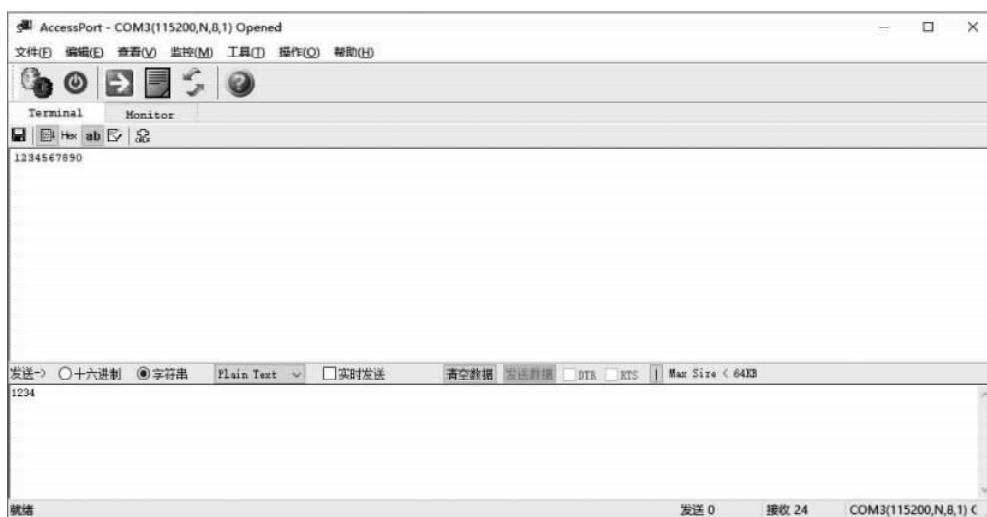 AccessPort - COM3(115200,N,8,1) Opened
文件(F) 编辑(E) 查看(V) 监控(M) 工具(T) 操作(O) 帮助(H)
Terminal Monitor
Hex ab
1234567890
发送-> 十六进制 字符串 Plain Text 实时发送 清空数据 发送数据 DTR RTS Max Size < 64KB
1234
就绪 发送 0 接收 24 COM3(115200,N,8,1) C